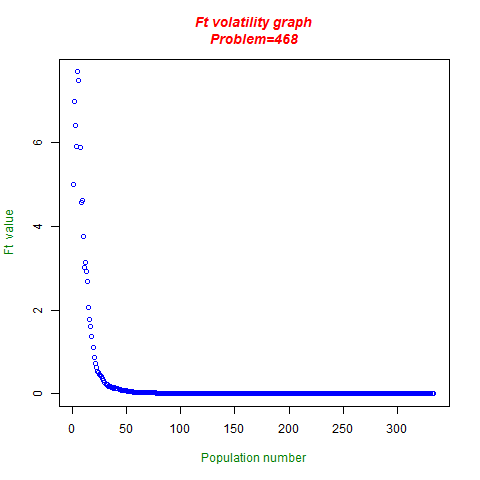 Ft volatility graph
Problem=468
Ft value
6
4
2
0
0 50 100 150 200 250 300
Population number